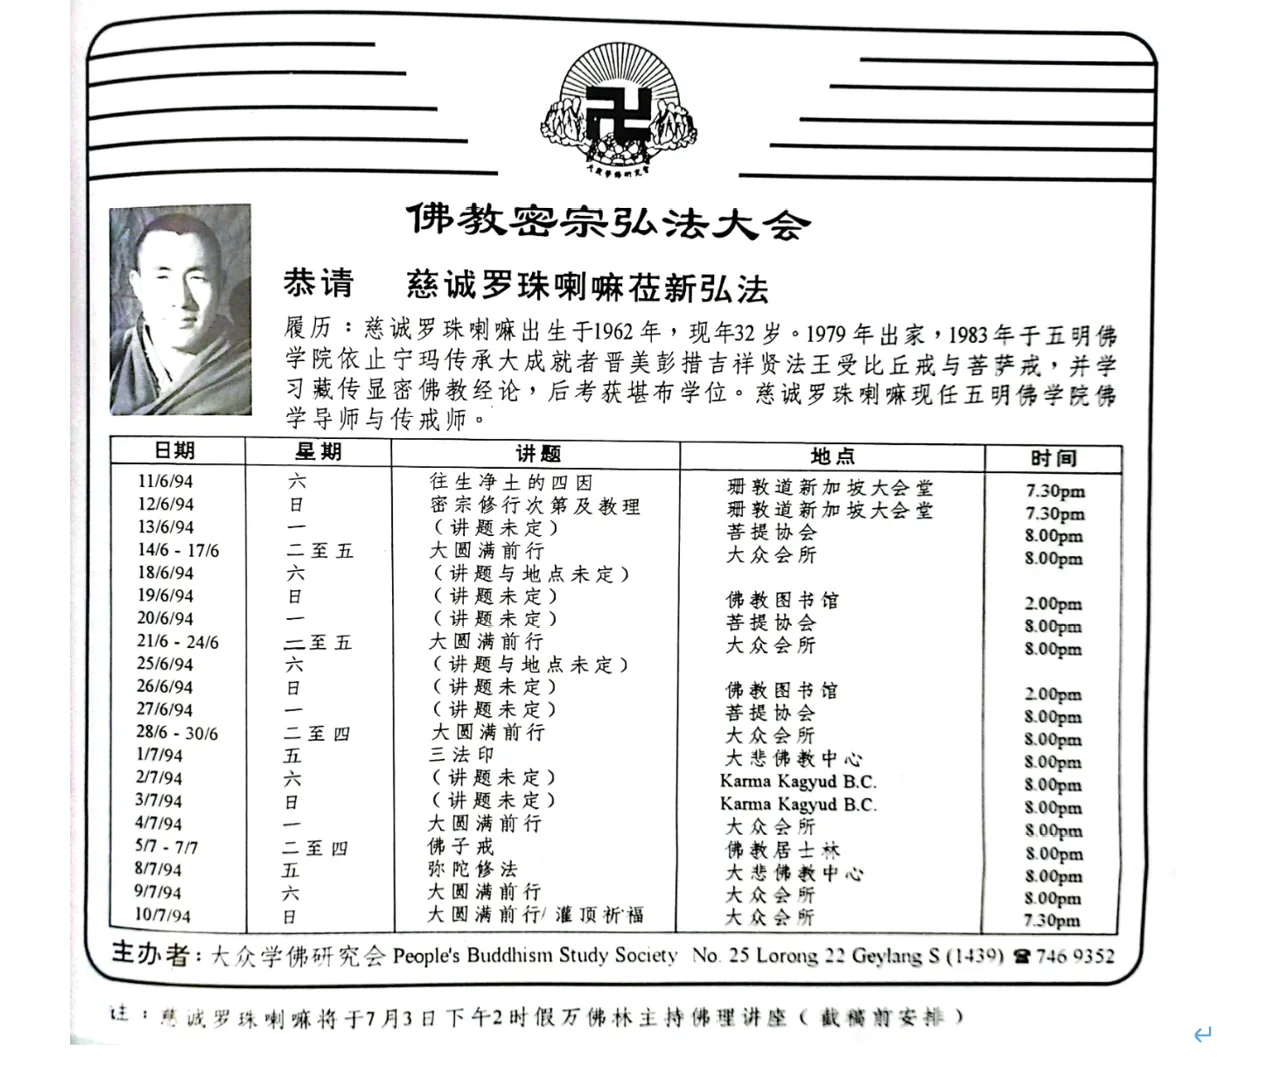 大众学佛研究会
佛教密宗弘法大会
恭请 慈诚罗珠喇嘛莅新弘法
履历：慈诚罗珠喇嘛出生于1962年，现年32岁。1979年出家，1983年于五明佛
学院依止宁玛传承大成就者晋美彭措吉祥贤法王受比丘戒与菩萨戒，并学
习藏传显密佛教经论，后考获堪布学位。慈诚罗珠喇嘛现任五明佛学院佛
学导师与传戒师。
日期 星期 讲题 地点 时间
11/6/94 六 往生净土的四因 珊敦道新加坡大会堂 7.30pm
12/6/94 日 密宗修行次第及教理 珊敦道新加坡大会堂 7.30pm
13/6/94 一 （讲题未定） 菩提协会 8.00pm
14/6 - 17/6 二至五 大圆满前行 大众会所 8.00pm
18/6/94 六 （讲题与地点未定）
19/6/94 日 （讲题未定） 佛教图书馆 2.00pm
20/6/94 一 （讲题未定） 菩提协会 8.00pm
21/6 - 24/6 二至五 大圆满前行 大众会所 8.00pm
25/6/94 六 （讲题与地点未定）
26/6/94 日 （讲题未定） 佛教图书馆 2.00pm
27/6/94 一 （讲题未定） 菩提协会 8.00pm
28/6 - 30/6 二至四 大圆满前行 大众会所 8.00pm
1/7/94 五 三法印 大悲佛教中心 8.00pm
2/7/94 六 （讲题未定） Karma Kagyud B.C. 8.00pm
3/7/94 日 （讲题未定） Karma Kagyud B.C. 8.00pm
4/7/94 一 大圆满前行 大众会所 8.00pm
5/7 - 7/7 二至四 佛子戒 佛教居士林 8.00pm
8/7/94 五 弥陀修法 大悲佛教中心 8.00pm
9/7/94 六 大圆满前行 大众会所 8.00pm
10/7/94 日 大圆满前行/灌顶祈福 大众会所 7.30pm
主办者：大众学佛研究会 People's Buddhism Study Society No. 25 Lorong 22 Geylang S (1439) ☎ 746 9352
注：慈诚罗珠喇嘛将于7月3日下午2时假万佛林主持佛理讲座（截稿前安排）